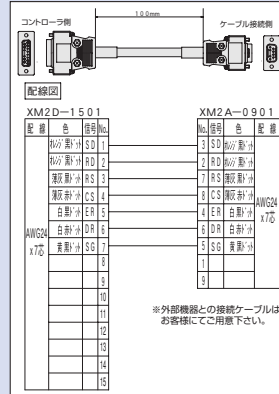 100mm
コントローラ側
ケーブル接続側
配線図
XM2D-1501
配線 色 信号 No.
オレンジ黒ドット SD 1
オレンジ黒ドット RD 2
薄灰黒ドット RS 3
薄灰赤ドット CS 4
白黒ドット ER 5
白赤ドット DR 6
黄黒ドット SG 7
8
9
10
11
12
13
14
15
AWG24
x7芯
XM2A-0901
No. 信号 色 配線
3 SD オレンジ黒ドット
2 RD オレンジ黒ドット
7 RS 薄灰黒ドット
8 CS 薄灰赤ドット
4 ER 白黒ドット
6 DR 白赤ドット
5 SG 黄黒ドット
1
9
AWG24
x7芯
※外部機器との接続ケーブルは
お客様にてご用意下さい。